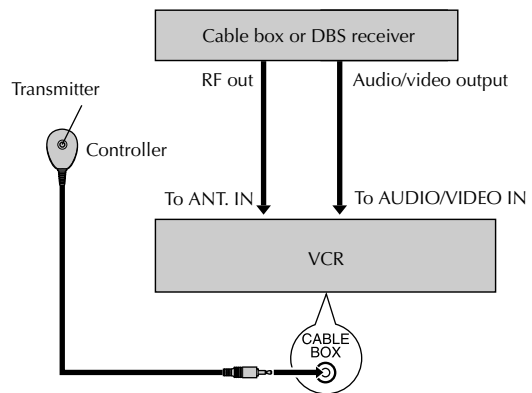 Cable box or DBS receiver
RF out
Audio/video output
Transmitter
Controller
To ANT. IN
To AUDIO/VIDEO IN
VCR
CABLE
BOX